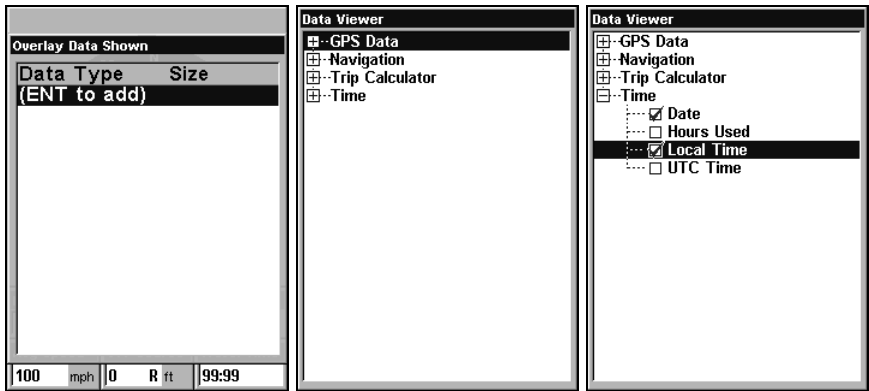 Overlay Data Shown
Data Type Size
(ENT to add)
100 mph 0 R ft 99:99
Data Viewer
GPS Data
Navigation
Trip Calculator
Time
Data Viewer
GPS Data
Navigation
Trip Calculator
Time
Date
Hours Used
Local Time
UTC Time